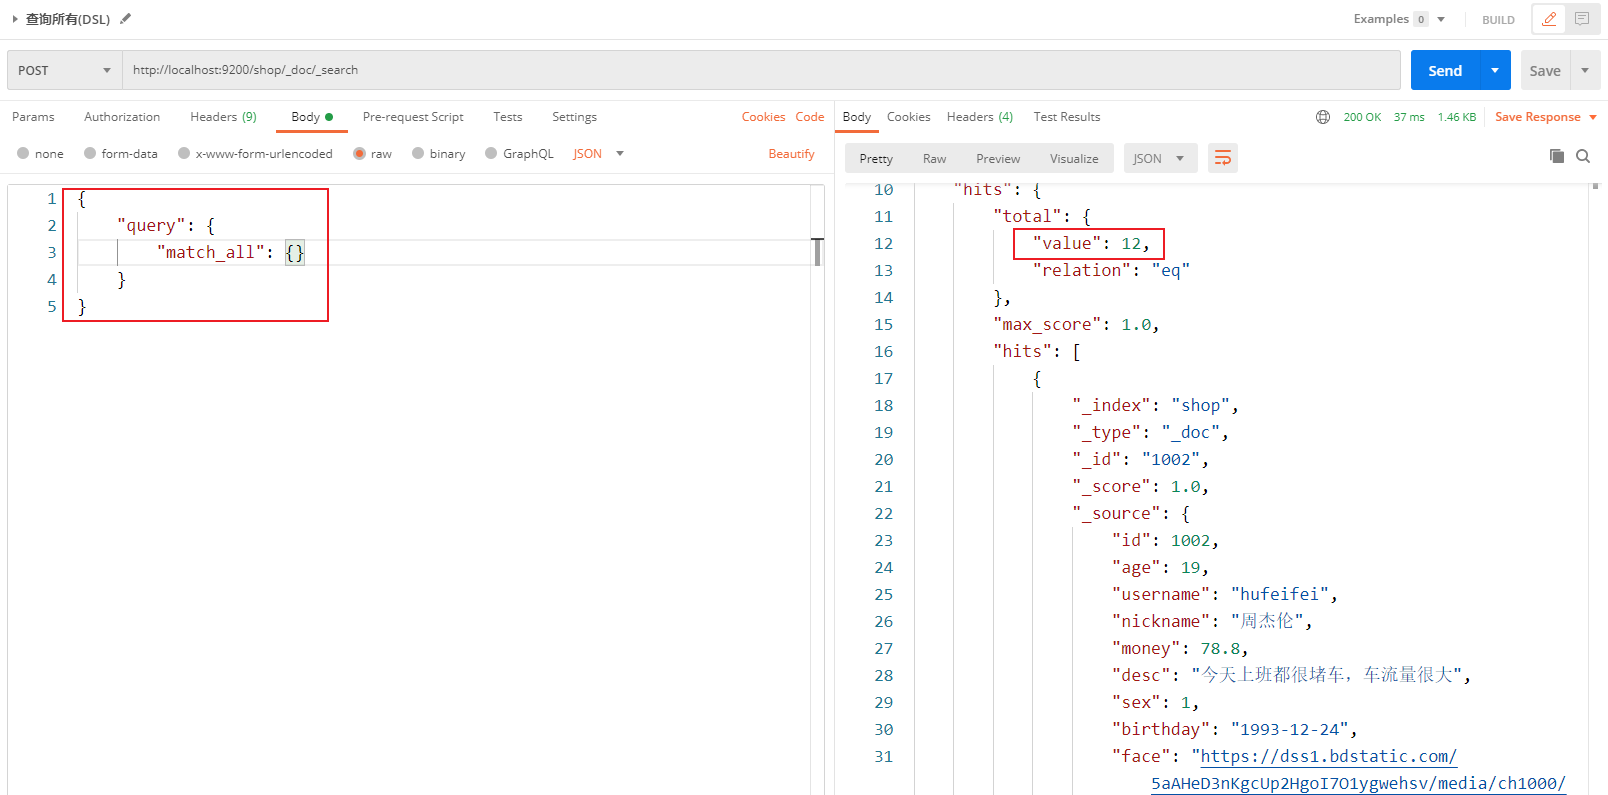 查询所有(DSL)
Examples 0
BUILD
POST
http://localhost:9200/shop/_doc/_search
Send
Save
Params Authorization Headers (9) Body Pre-request Script Tests Settings Cookies Code
none form-data x-www-form-urlencoded raw binary GraphQL JSON Beautify
1 {
2 "query": {
3 "match_all": {}
4 }
5 }
Body Cookies Headers (4) Test Results 200 OK 37 ms 1.46 KB Save Response
Pretty Raw Preview Visualize JSON
10 "hits": {
11 "total": {
12 "value": 12,
13 "relation": "eq"
14 },
15 "max_score": 1.0,
16 "hits": [
17 {
18 "_index": "shop",
19 "_type": "_doc",
20 "_id": "1002",
21 "_score": 1.0,
22 "_source": {
23 "id": 1002,
24 "age": 19,
25 "username": "hufeifei",
26 "nickname": "周杰伦",
27 "money": 78.8,
28 "desc": "今天上班都很堵车，车流量很大",
29 "sex": 1,
30 "birthday": "1993-12-24",
31 "face": "https://dss1.bdstatic.com/
5aAHeD3nKgcUp2HgoI7O1ygwehsv/media/ch1000/